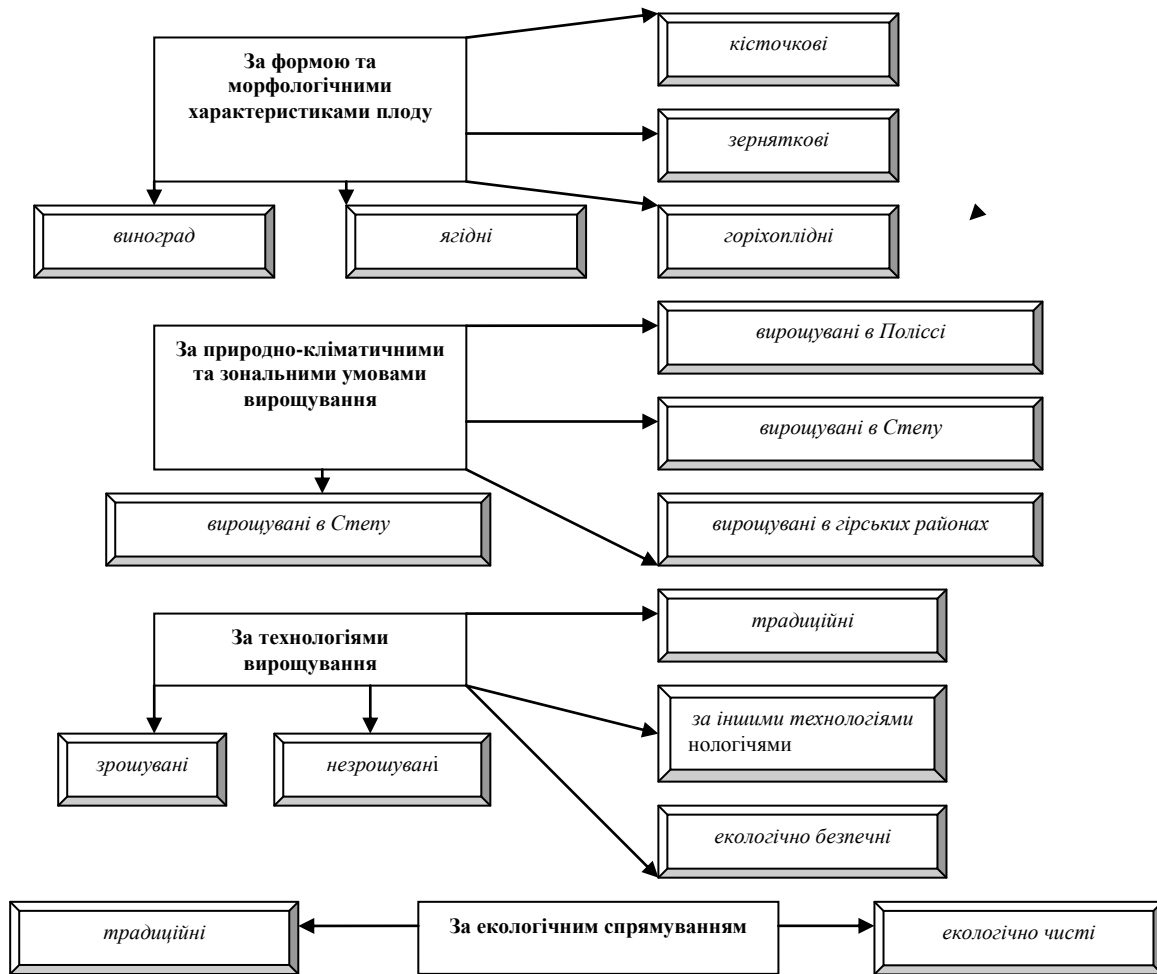 За формою та
морфологічними
характеристиками плоду
кісточкові
зерняткові
виноград
ягідні
горіхоплідні
За природно-кліматичними
та зональними умовами
вирощування
вирощувані в Поліссі
вирощувані в Степу
вирощувані в Степу
вирощувані в гірських районах
За технологіями
вирощування
традиційні
за іншими технологіями
нологічями
зрошувані
незрошувані
екологічно безпечні
традиційні
За екологічним спрямуванням
екологічно чисті